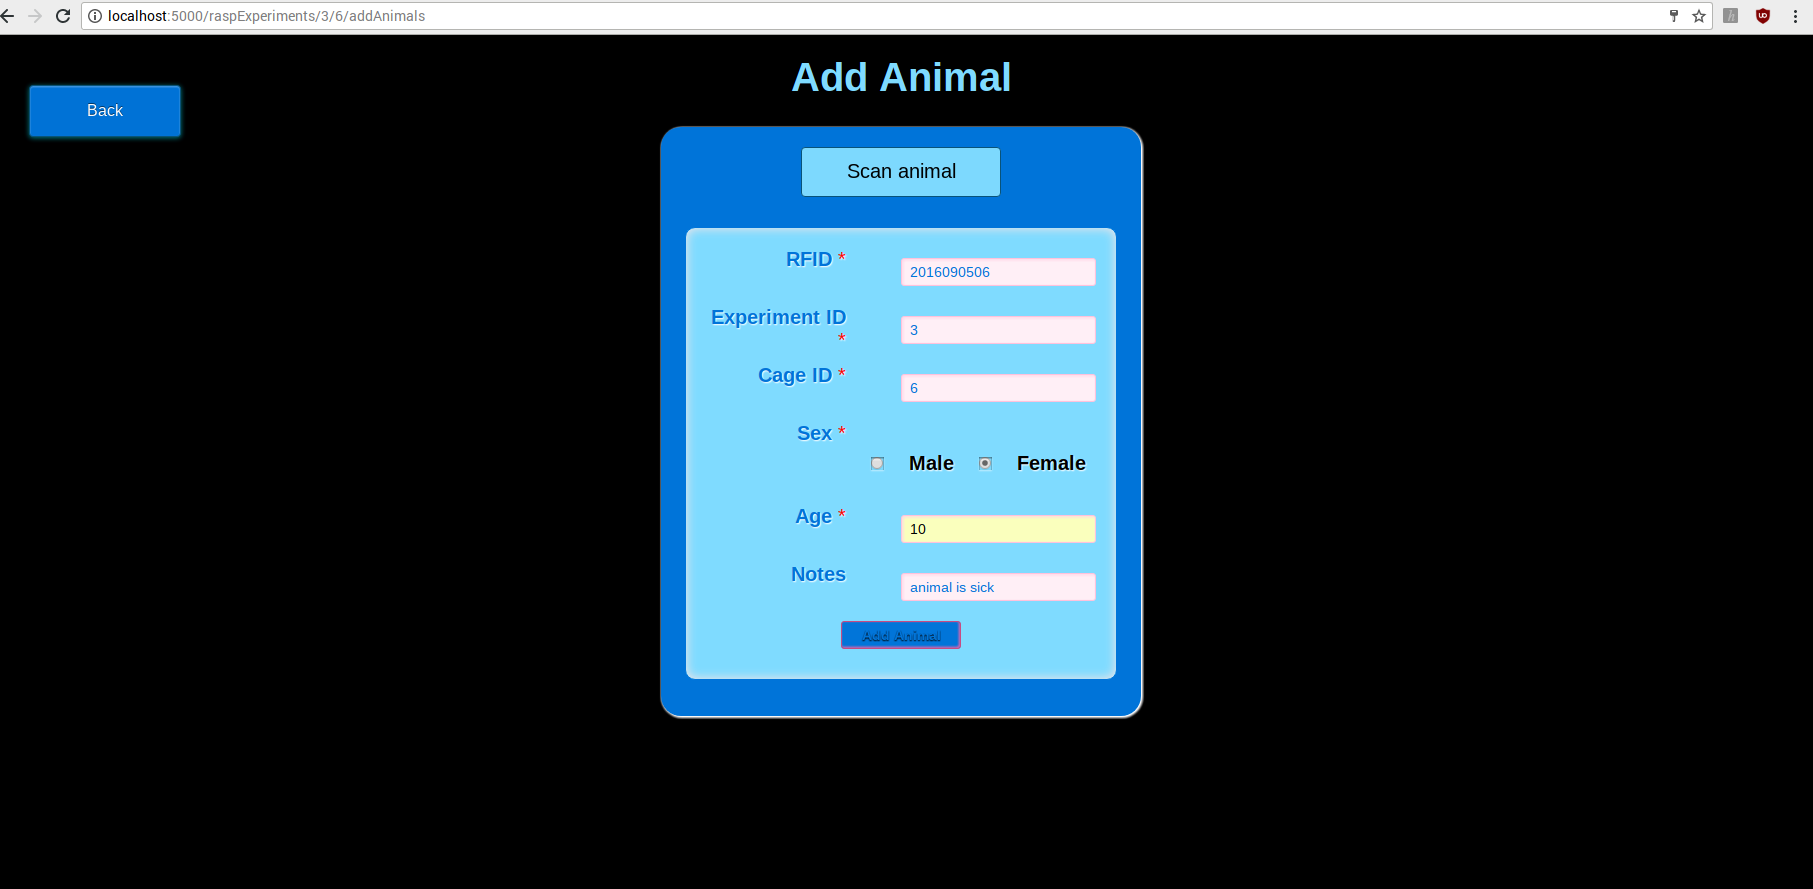 localhost:5000/raspExperiments/3/6/addAnimals
Add Animal
Back
Scan animal
RFID *
2016090506
Experiment ID
*
3
Cage ID *
6
Sex *
Male Female
Age *
10
Notes
animal is sick
Add Animal